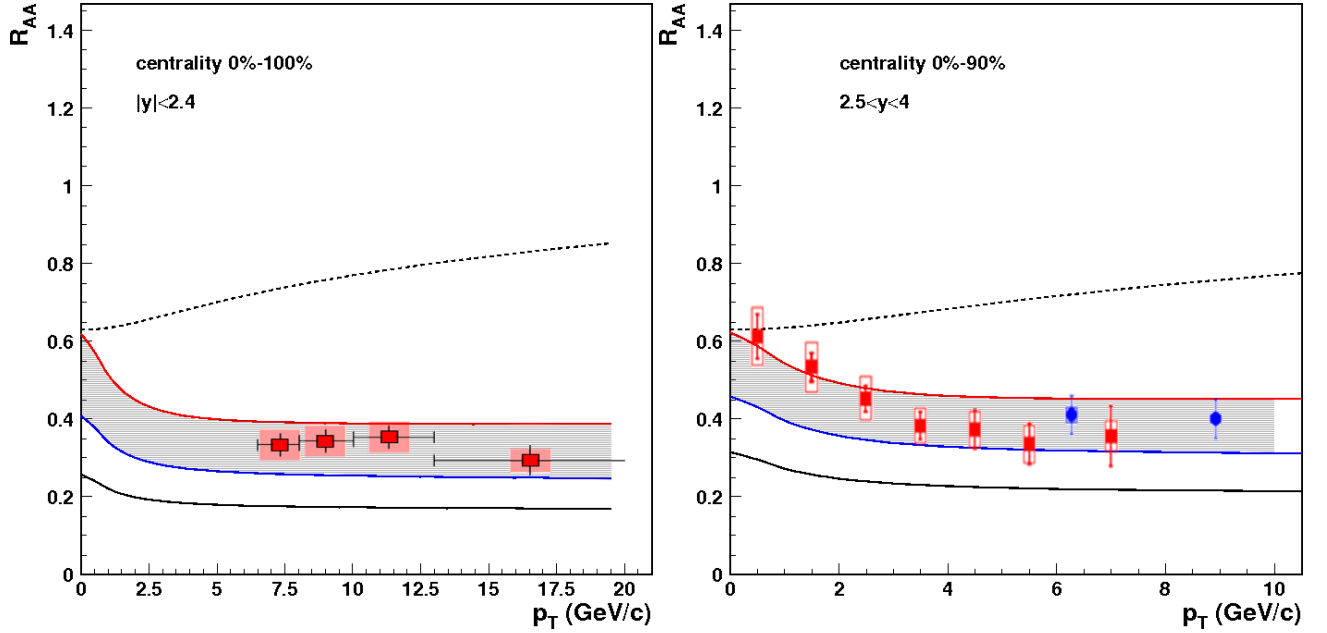 R_AA
1.4
1.2
1
0.8
0.6
0.4
0.2
0
centrality 0%-100%
|y|<2.4
0 2.5 5 7.5 10 12.5 15 17.5 20
p_T (GeV/c)
R_AA
1.4
1.2
1
0.8
0.6
0.4
0.2
0
centrality 0%-90%
2.5<y<4
0 2 4 6 8 10
p_T (GeV/c)